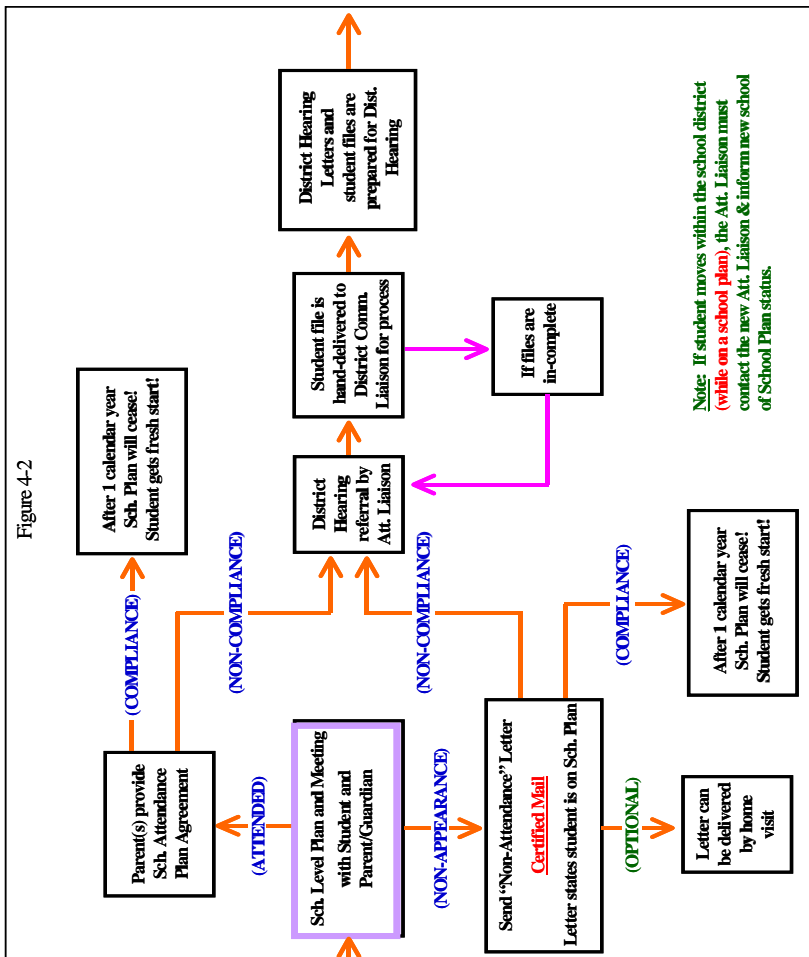 Figure 4-2
Parent(s) provide
Sch. Attendance
Plan Agreement
(COMPLIANCE)
After 1 calendar year
Sch. Plan will cease!
Student gets fresh start!
(NON-COMPLIANCE)
(ATTENDED)
Sch. Level Plan and Meeting
with Student and
Parent/Guardian
(NON-APPEARANCE)
Send “Non-Attendance” Letter
Certified Mail
Letter states student is on Sch. Plan
(NON-COMPLIANCE)
(COMPLIANCE)
After 1 calendar year
Sch. Plan will cease!
Student gets fresh start!
(OPTIONAL)
Letter can
be delivered
by home
visit
District
Hearing
referral by
Att. Liaison
Student file is
hand-delivered to
District Comm.
Liaison for process
If files are
in-complete
District Hearing
Letters and
student files are
prepared for Dist.
Hearing
Note: If student moves within the school district
(while on a school plan), the Att. Liaison must
contact the new Att. Liaison & inform new school
of School Plan status.